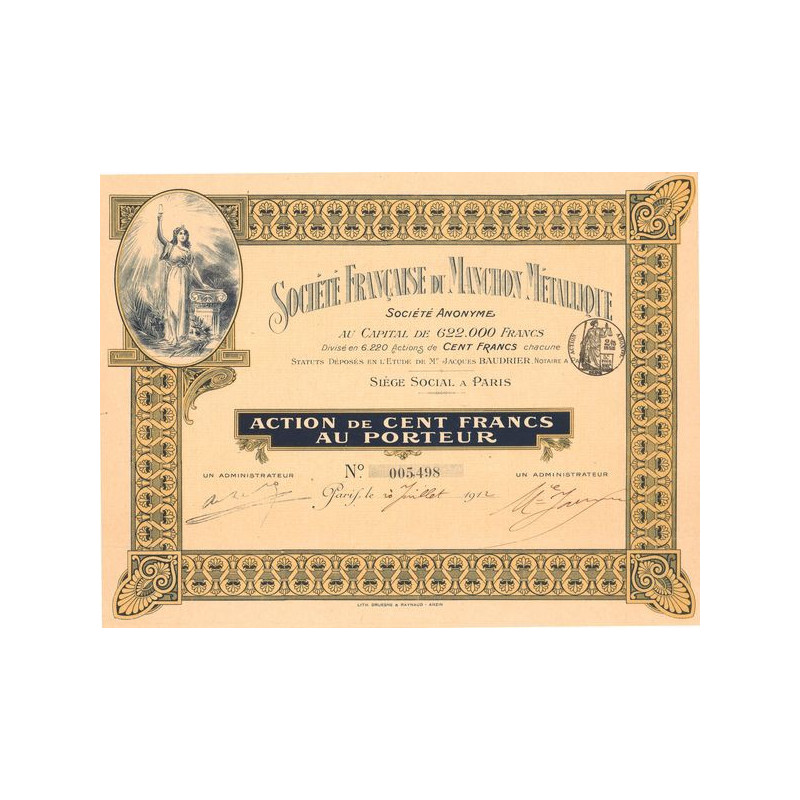 Société Française du Manchon Métallique
Société Anonyme
au Capital de 622.000 Francs
Divisé en 6.220 Actions de CENT FRANCS chacune
Statuts Déposés en l'Etude de Me Jacques BAUDRIER, Notaire a
Siège Social a Paris
ACTION DE CENT FRANCS
AU PORTEUR
No 005498
UN ADMINISTRATEUR
UN ADMINISTRATEUR
Paris, le 20 Juillet 1912
LITH. DRUESNE & RAYNAUD - ANZIN